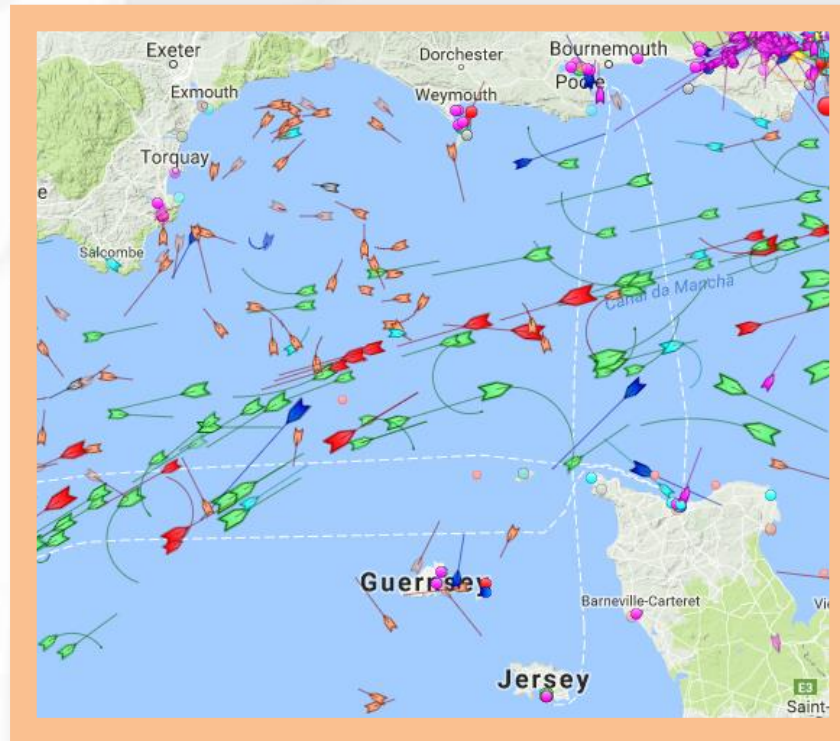 Exeter
Dorchester
Bournemouth
Poole
Exmouth
Weymouth
Torquay
e
Salcombe
Canal da Mancha
Guernsey
Barneville-Carteret
Jersey
E3
Saint-